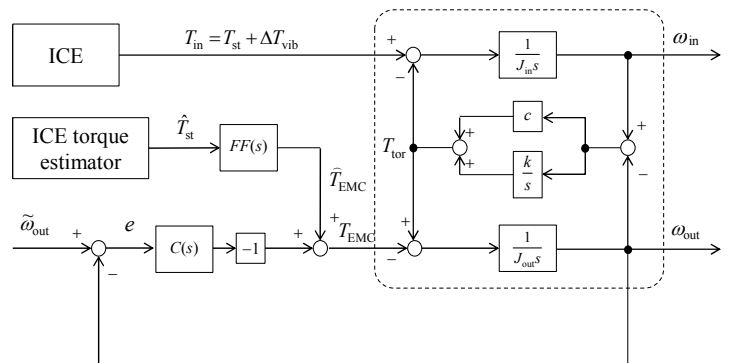 ICE
T_in = T_st + ΔT_vib
+
−
1
J_in s
ω_in
ICE torque
estimator
T̂_st
FF(s)
T̂_EMC
T_tor
+
+
c
k
s
+
−
ω̃_out
+
−
e
C(s)
−1
+
+
T_EMC
+
−
1
J_out s
ω_out